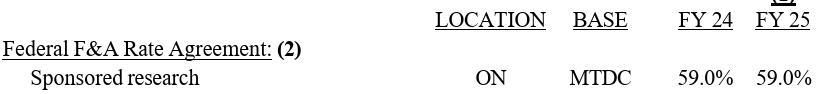 LOCATION BASE FY 24 FY 25
Federal F&A Rate Agreement: (2)
Sponsored research ON MTDC 59.0% 59.0%